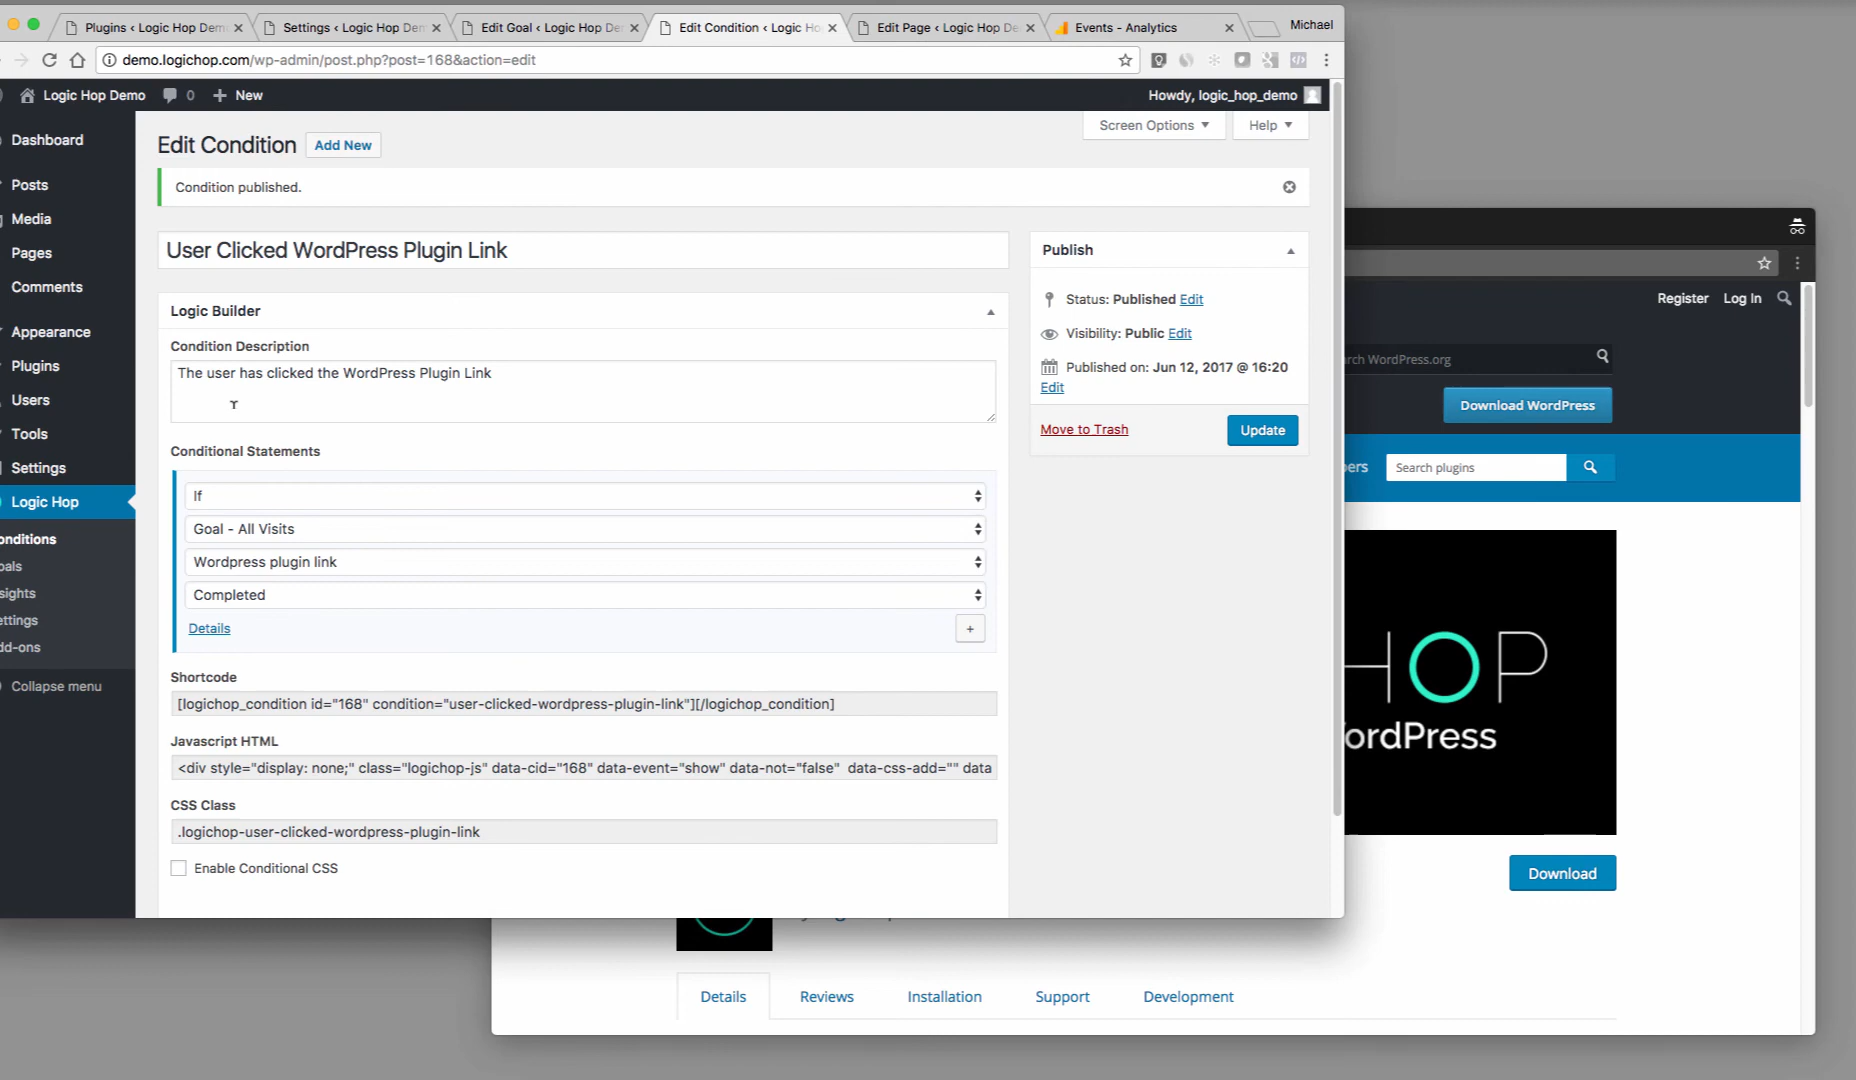 Plugins ‹ Logic Hop Demo
Settings ‹ Logic Hop Dem
Edit Goal ‹ Logic Hop De
Edit Condition ‹ Logic Ho
Edit Page ‹ Logic Hop De
Events - Analytics
Michael
demo.logichop.com/wp-admin/post.php?post=168&action=edit
Logic Hop Demo 0 + New
Howdy, logic_hop_demo
Dashboard
Posts
Media
Pages
Comments
Appearance
Plugins
Users
Tools
Settings
Logic Hop
onditions
oals
sights
ettings
dd-ons
Collapse menu
Screen Options
Help
Edit Condition Add New
Condition published.
User Clicked WordPress Plugin Link
Logic Builder
Condition Description
The user has clicked the WordPress Plugin Link
Conditional Statements
If
Goal - All Visits
Wordpress plugin link
Completed
Details +
Shortcode
[logichop_condition id="168" condition="user-clicked-wordpress-plugin-link"][/logichop_condition]
Javascript HTML
<div style="display: none;" class="logichop-js" data-cid="168" data-event="show" data-not="false" data-css-add="" data
CSS Class
.logichop-user-clicked-wordpress-plugin-link
Enable Conditional CSS
Publish
Status: Published Edit
Visibility: Public Edit
Published on: Jun 12, 2017 @ 16:20
Edit
Move to Trash Update
Register Log In
rch WordPress.org
Download WordPress
ers
Search plugins
HOP
ordPress
Download
Details Reviews Installation Support Development